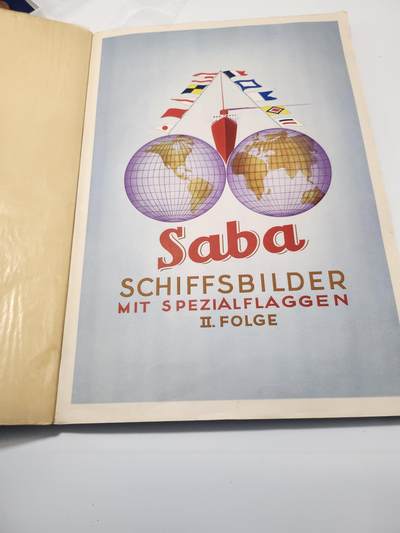 Saba
SCHIFFSBILDER
MIT SPEZIALFLAGGEN
II. FOLGE